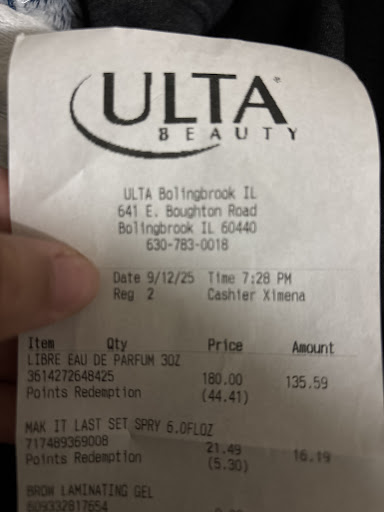 ULTA
BEAUTY
ULTA Bolingbrook IL
641 E. Boughton Road
Bolingbrook IL 60440
630-783-0018
Date 9/12/25 Time 7:28 PM
Reg 2 Cashier Ximena
Item Qty Price Amount
LIBRE EAU DE PARFUM 3OZ
3614272648425 180.00 135.59
Points Redemption (44.41)
MAK IT LAST SET SPRY 6.0FLOZ
717489369008 21.49 16.19
Points Redemption (5.30)
BROW LAMINATING GEL
609332817654